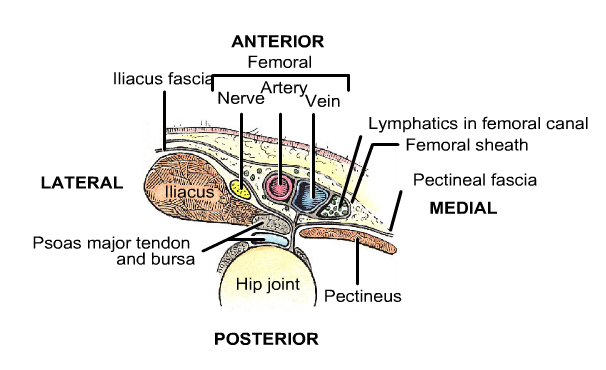 ANTERIOR
Femoral
Iliacus fascia
Artery
Nerve
Vein
Lymphatics in femoral canal
Femoral sheath
Pectineal fascia
LATERAL
Iliacus
MEDIAL
Psoas major tendon
and bursa
Hip joint
Pectineus
POSTERIOR